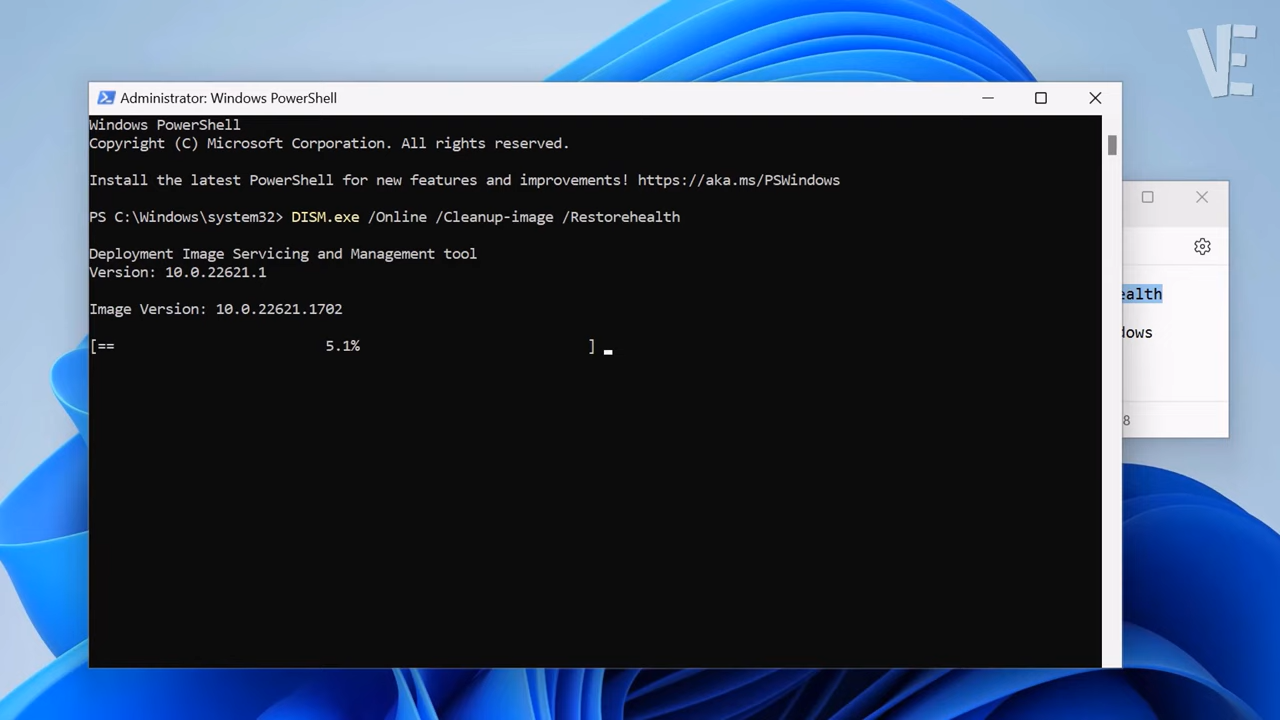 VE
Administrator: Windows PowerShell
Windows PowerShell
Copyright (C) Microsoft Corporation. All rights reserved.
Install the latest PowerShell for new features and improvements! https://aka.ms/PSWindows
PS C:\Windows\system32> DISM.exe /Online /Cleanup-image /Restorehealth
Deployment Image Servicing and Management tool
Version: 10.0.22621.1
Image Version: 10.0.22621.1702
[== 5.1% ]
ealth
dows
8